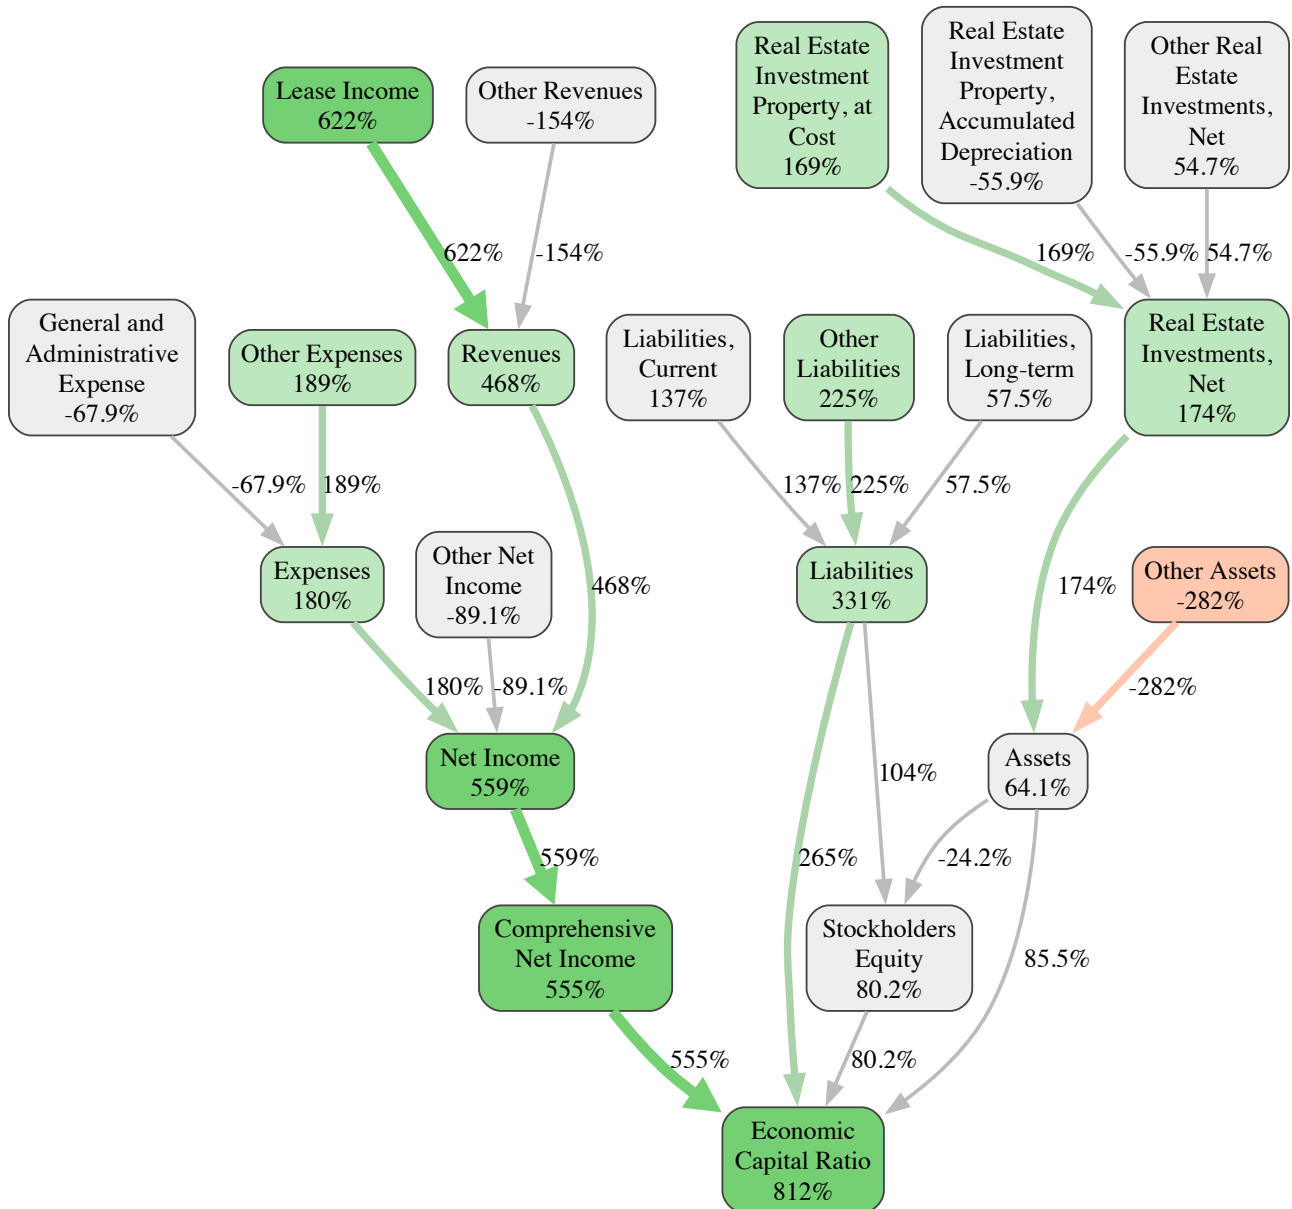 Real Estate
Investment
Property, at
Cost
169%
Real Estate
Investment
Property,
Accumulated
Depreciation
-55.9%
Other Real
Estate
Investments,
Net
54.7%
Lease Income
622%
Other Revenues
-154%
622%
-154%
169%
-55.9%
54.7%
General and
Administrative
Expense
-67.9%
Other Expenses
189%
Revenues
468%
Liabilities,
Current
137%
Other
Liabilities
225%
Liabilities,
Long-term
57.5%
Real Estate
Investments,
Net
174%
-67.9%
189%
137%
225%
57.5%
Expenses
180%
Other Net
Income
-89.1%
468%
Liabilities
331%
174%
Other Assets
-282%
180%
-89.1%
-282%
Net Income
559%
104%
Assets
64.1%
559%
265%
-24.2%
Comprehensive
Net Income
555%
Stockholders
Equity
80.2%
85.5%
555%
80.2%
Economic
Capital Ratio
812%